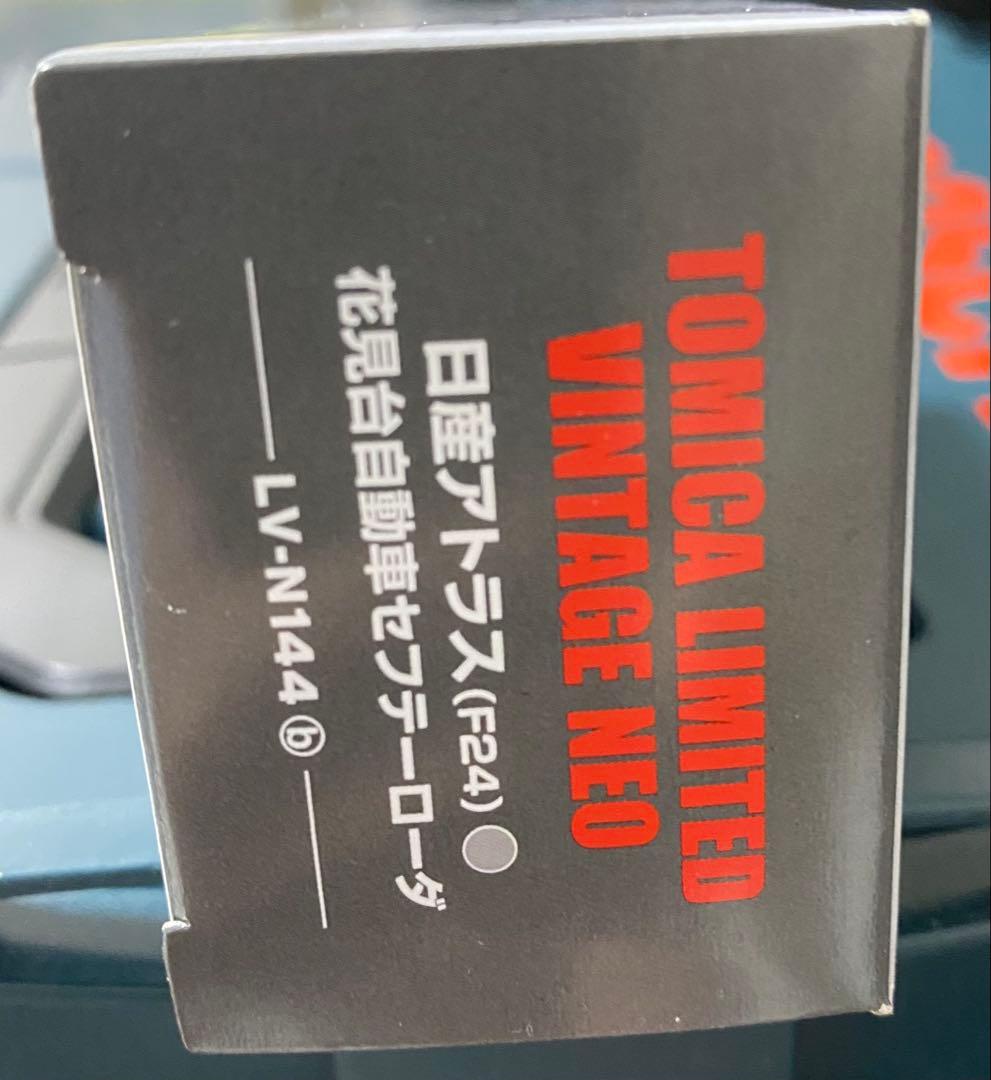 TOMICA LIMITED
VINTAGE NEO
日産アトラス(F24)
花見台自動車セフテーローダ
LV-N144ⓑ